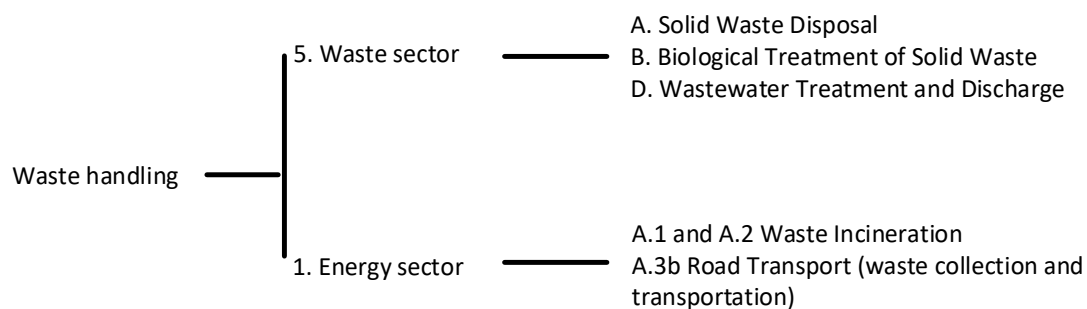 Waste handling
5. Waste sector
A. Solid Waste Disposal
B. Biological Treatment of Solid Waste
D. Wastewater Treatment and Discharge
1. Energy sector
A.1 and A.2 Waste Incineration
A.3b Road Transport (waste collection and
transportation)